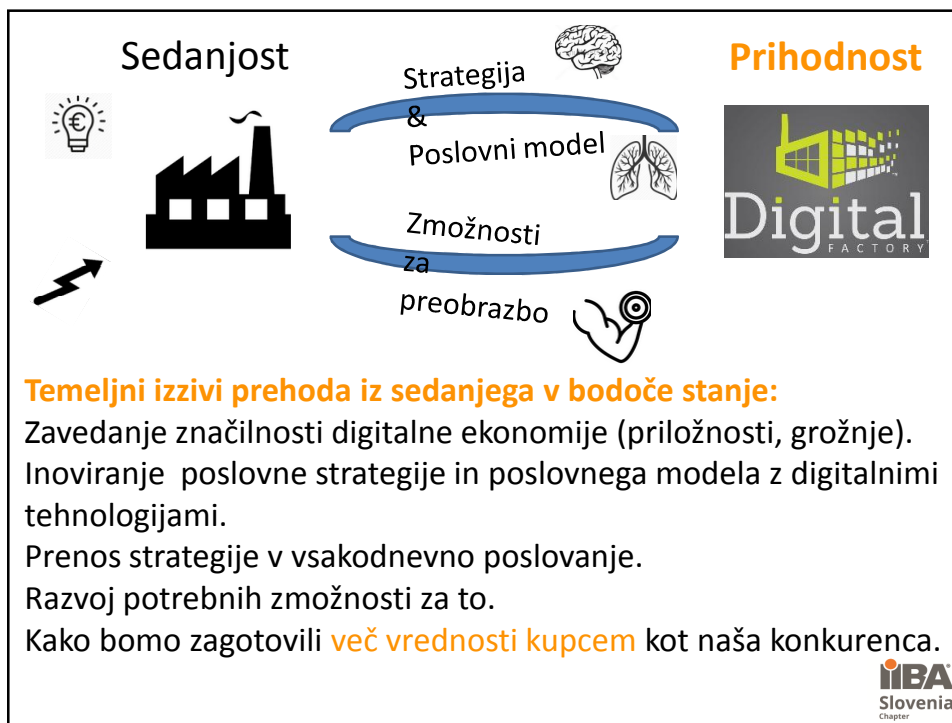 Sedanjost
Strategija
&
Poslovni model
Prihodnost
€
Digital
FACTORY
Zmožnosti
za
preobrazbo
Temeljni izzivi prehoda iz sedanjega v bodoče stanje:
Zavedanje značilnosti digitalne ekonomije (priložnosti, grožnje).
Inoviranje  poslovne strategije in poslovnega modela z digitalnimi
tehnologijami.
Prenos strategije v vsakodnevno poslovanje.
Razvoj potrebnih zmožnosti za to.
Kako bomo zagotovili več vrednosti kupcem kot naša konkurenca.
IIBA
Slovenia
Chapter